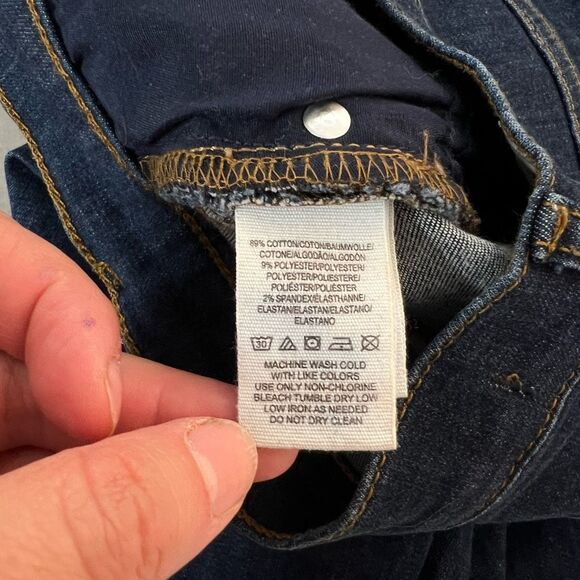 89% COTTON/COTON/BAUMWOLLE/
COTONE/ALGODÃO/ALGODÓN
9% POLYESTER/POLYESTER/
POLYESTER/POLIESTERE/
POLIÉSTER/POLIÉSTER
2% SPANDEX/ÉLASTHANNE/
ELASTAN/ELASTAN/ELASTANO/
ELASTANO
30
MACHINE WASH COLD
WITH LIKE COLORS
USE ONLY NON-CHLORINE
BLEACH TUMBLE DRY LOW
LOW IRON AS NEEDED
DO NOT DRY CLEAN